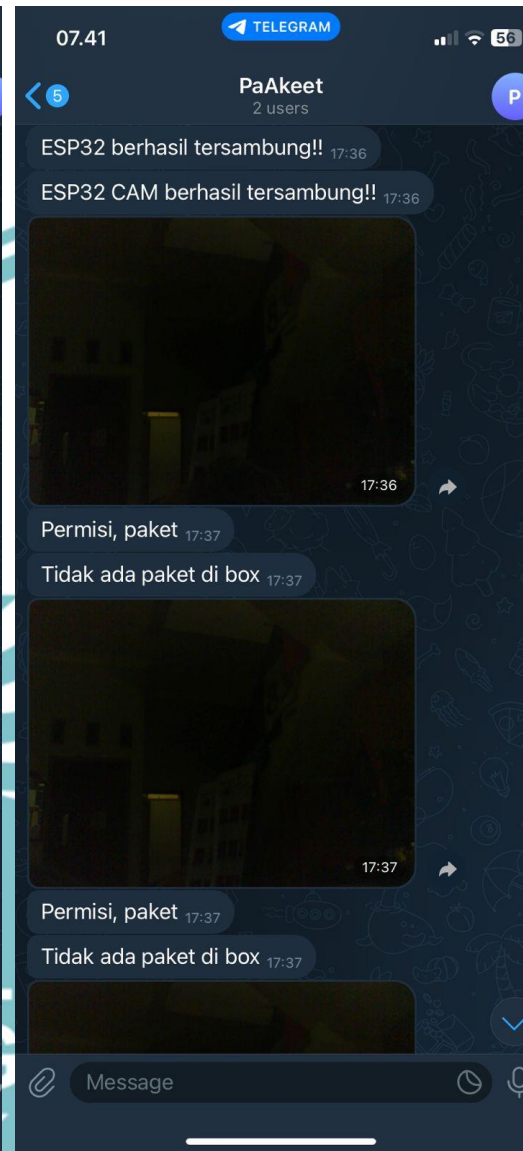 07.41
TELEGRAM
56
5
PaAkeet
2 users
P
ESP32 berhasil tersambung!! 17:36
ESP32 CAM berhasil tersambung!! 17:36
17:36
Permisi, paket 17:37
Tidak ada paket di box 17:37
17:37
Permisi, paket 17:37
Tidak ada paket di box 17:37
Message